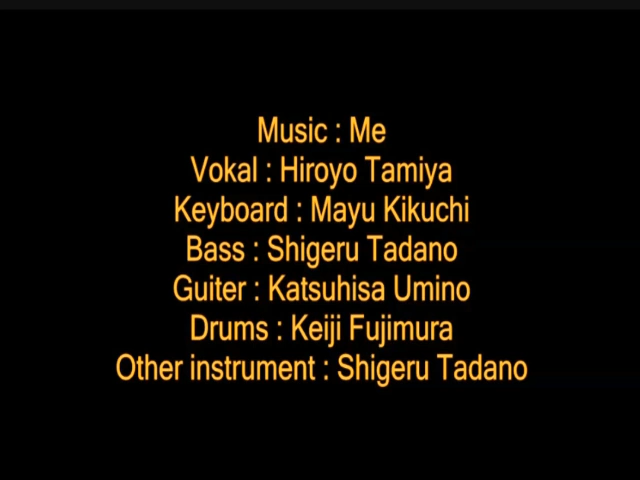 Music : Me
Vokal : Hiroyo Tamiya
Keyboard : Mayu Kikuchi
Bass : Shigeru Tadano
Guiter : Katsuhisa Umino
Drums : Keiji Fujimura
Other instrument : Shigeru Tadano